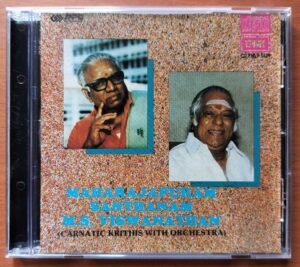 MAHARAJAPURAM
SANTHANAM
M.S. VISWANATHAN
(CARNATIC KRITHIS WITH ORCHESTRA)